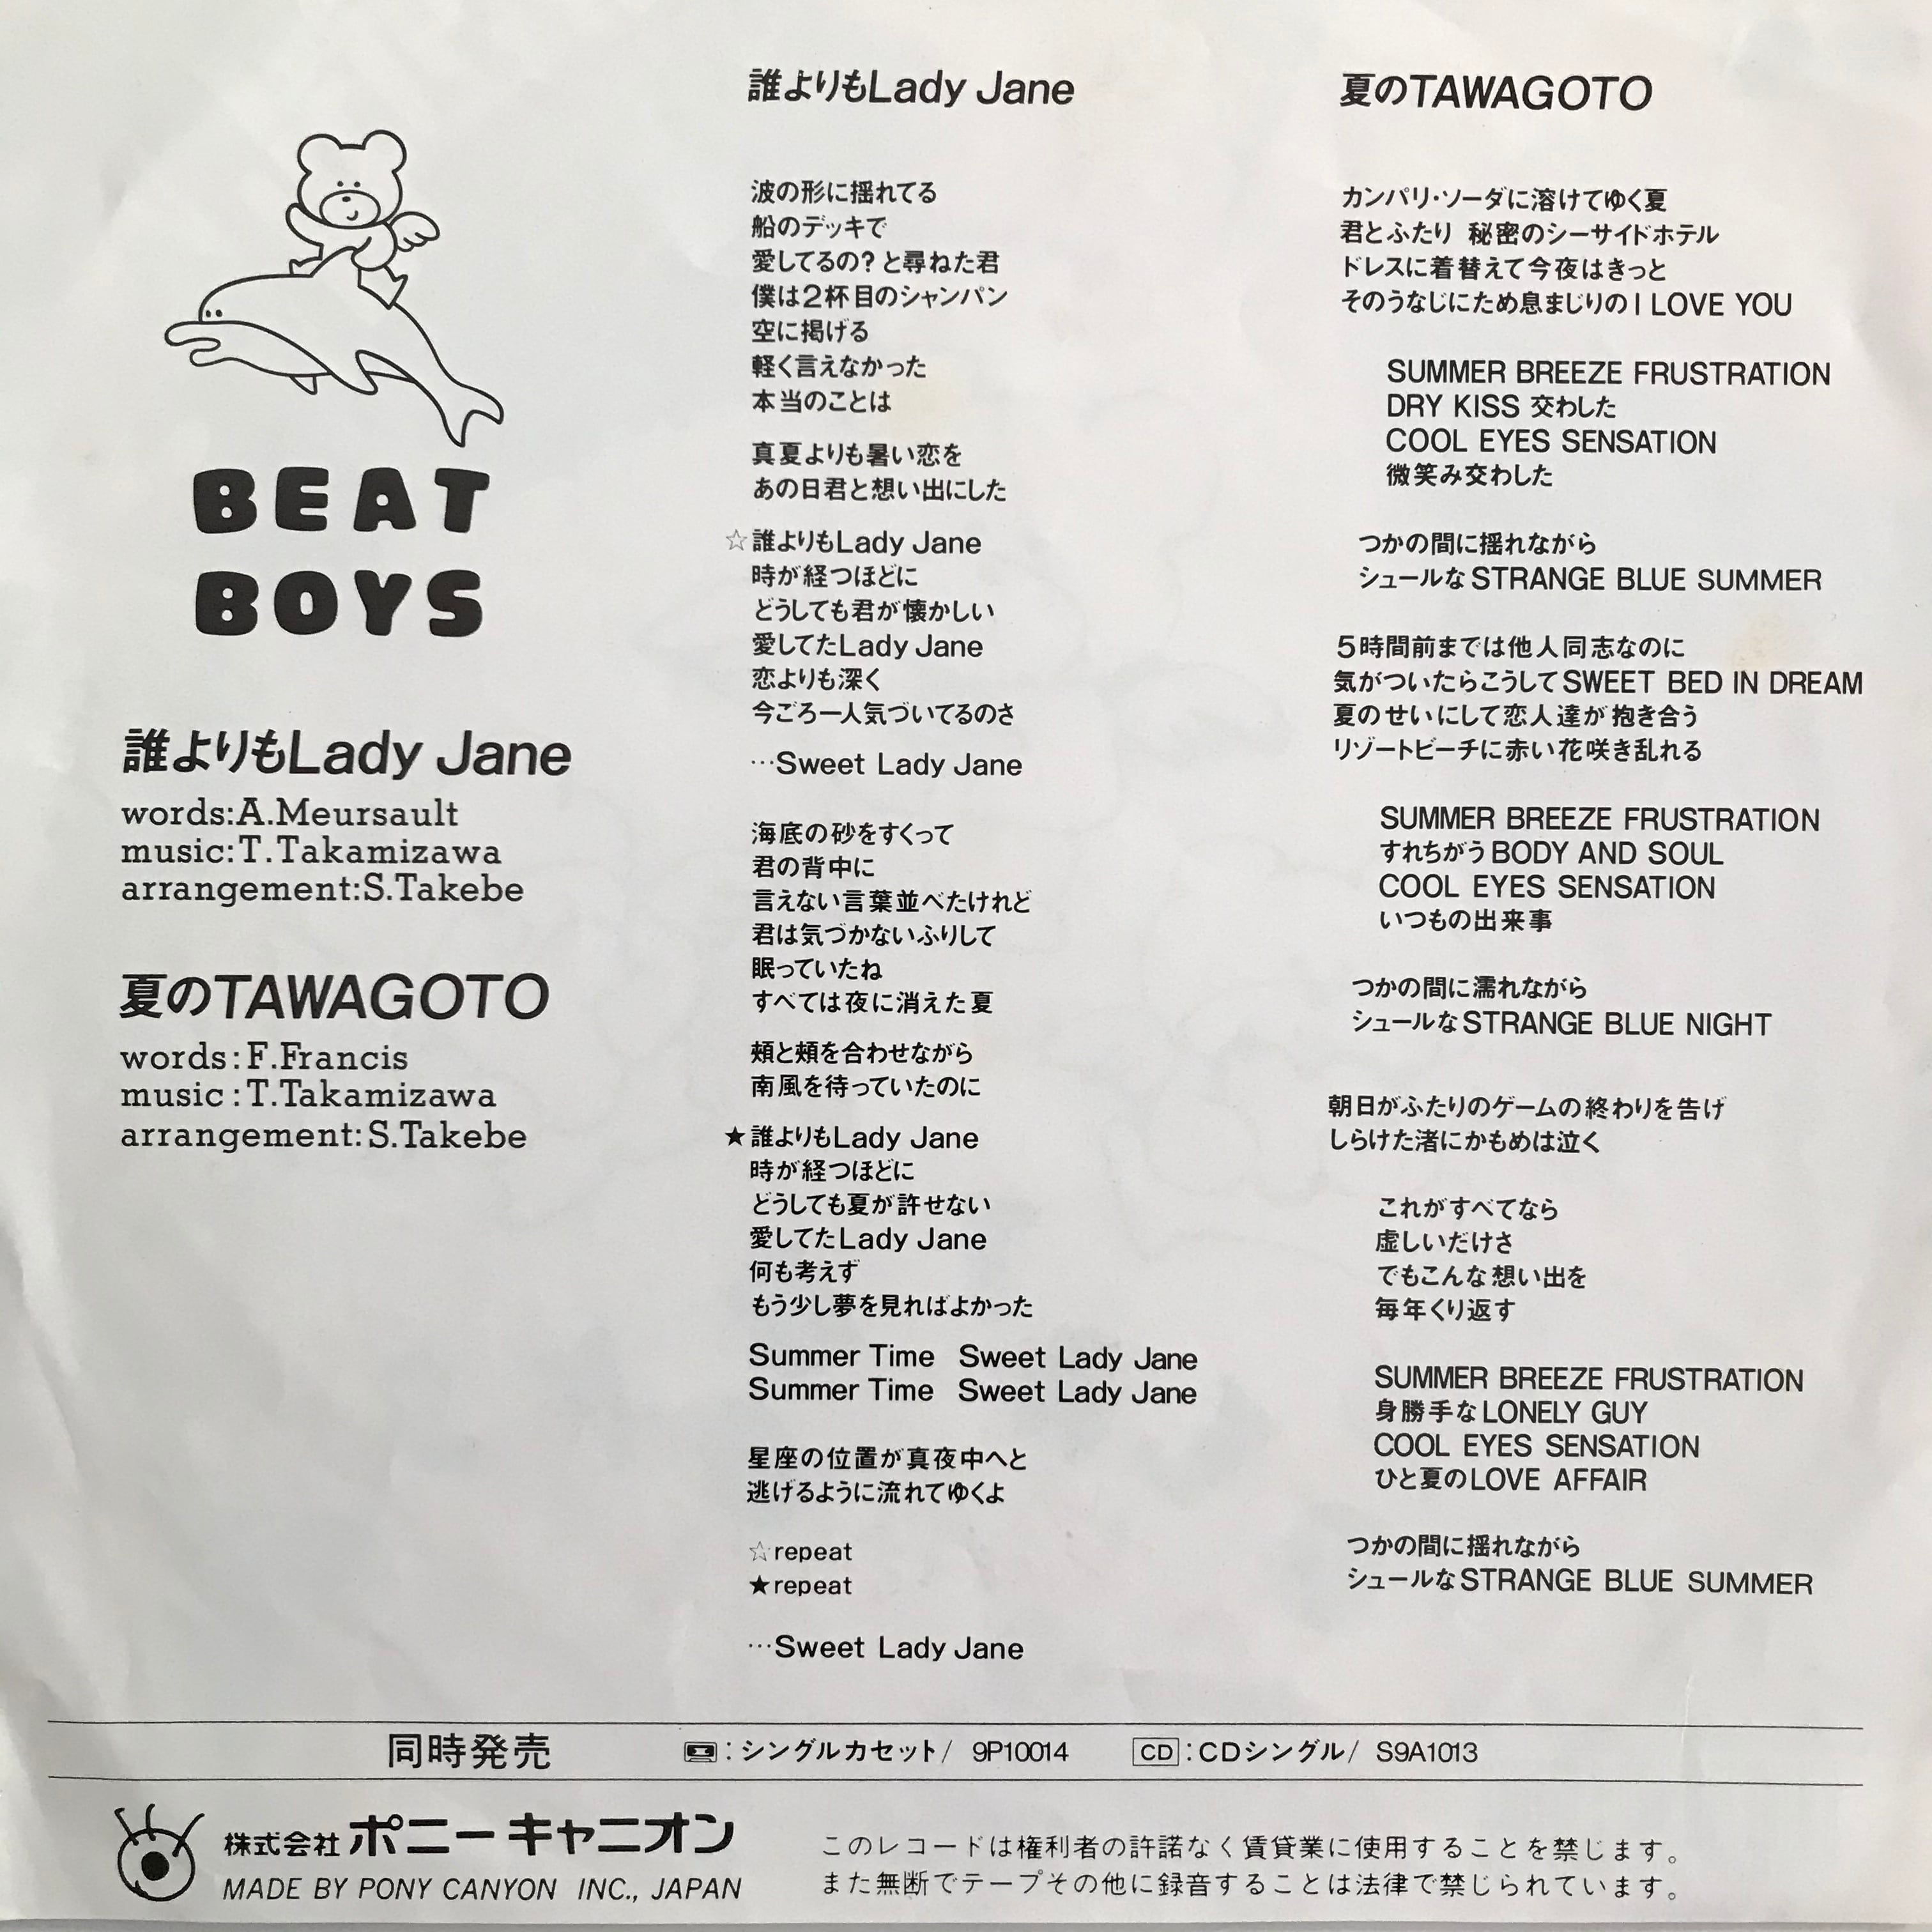 BEAT
BOYS
誰よりもLady Jane
words:A.Meursault
music:T.Takamizawa
arrangement:S.Takebe
夏のTAWAGOTO
words:F.Francis
music:T.Takamizawa
arrangement:S.Takebe
誰よりもLady Jane
波の形に揺れてる
船のデッキで
愛してるの?と尋ねた君
僕は2杯目のシャンパン
空に掲げる
軽く言えなかった
本当のことは
真夏よりも暑い恋を
あの日君と想い出にした
☆誰よりもLady Jane
時が経つほどに
どうしても君が懐かしい
愛してたLady Jane
恋よりも深く
今ごろ一人気づいてるのさ
…Sweet Lady Jane
海底の砂をすくって
君の背中に
言えない言葉並べたけれど
君は気づかないふりして
眠っていたね
すべては夜に消えた夏
頬と頬を合わせながら
南風を待っていたのに
★誰よりもLady Jane
時が経つほどに
どうしても夏が許せない
愛してたLady Jane
何も考えず
もう少し夢を見ればよかった
Summer Time Sweet Lady Jane
Summer Time Sweet Lady Jane
星座の位置が真夜中へと
逃げるように流れてゆくよ
☆repeat
★repeat
…Sweet Lady Jane
夏のTAWAGOTO
カンパリ・ソーダに溶けてゆく夏
君とふたり 秘密のシーサイドホテル
ドレスに着替えて今夜はきっと
そのうなじにため息まじりのI LOVE YOU
SUMMER BREEZE FRUSTRATION
DRY KISS 交わした
COOL EYES SENSATION
微笑み交わした
つかの間に揺れながら
シュールなSTRANGE BLUE SUMMER
5時間前までは他人同志なのに
気がついたらこうしてSWEET BED IN DREAM
夏のせいにして恋人達が抱き合う
リゾートビーチに赤い花咲き乱れる
SUMMER BREEZE FRUSTRATION
すれちがうBODY AND SOUL
COOL EYES SENSATION
いつもの出来事
つかの間に濡れながら
シュールなSTRANGE BLUE NIGHT
朝日がふたりのゲームの終わりを告げ
しらけた渚にかもめは泣く
これがすべてなら
虚しいだけさ
でもこんな想い出を
毎年くり返す
SUMMER BREEZE FRUSTRATION
身勝手なLONELY GUY
COOL EYES SENSATION
ひと夏のLOVE AFFAIR
つかの間に揺れながら
シュールなSTRANGE BLUE SUMMER
同時発売 :シングルカセット/ 9P10014 CD:CDシングル/ S9A1013
株式会社ポニーキャニオン
MADE BY PONY CANYON INC., JAPAN
このレコードは権利者の許諾なく賃貸業に使用することを禁じます。
また無断でテープその他に録音することは法律で禁じられています。